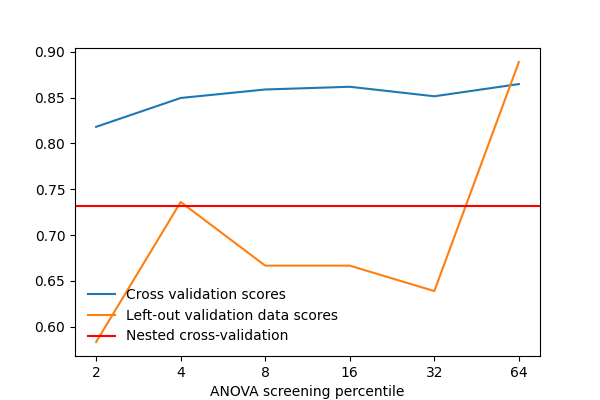 0.90
0.85
0.80
0.75
0.70
0.65
0.60
Cross validation scores
Left-out validation data scores
Nested cross-validation
2 4 8 16 32 64
ANOVA screening percentile